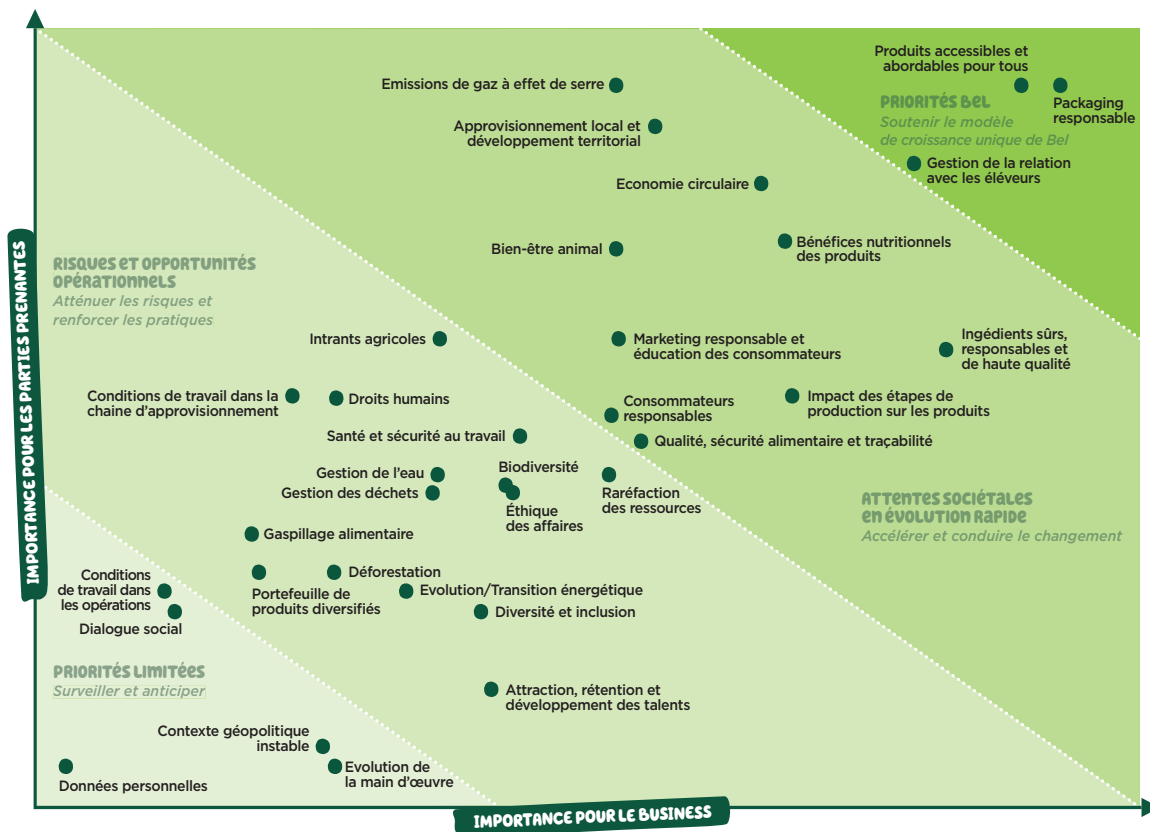 Produits accessibles et
abordables pour tous
Emissions de gaz à effet de serre
PRIORITÉS BEL
Soutenir le modèle
de croissance unique de Bel
Packaging
responsable
Approvisionnement local et
développement territorial
Gestion de la relation
avec les éléveurs
Economie circulaire
Bien-être animal
Bénéfices nutritionnels
des produits
RISQUES ET OPPORTUNITÉS
OPÉRATIONNELS
Atténuer les risques et
renforcer les pratiques
IMPORTANCE POUR LES PARTIES PRENANTES
Intrants agricoles
Marketing responsable et
éducation des consommateurs
Ingédients sûrs,
responsables et
de haute qualité
Conditions de travail dans la
chaine d'approvisionnement
Droits humains
Consommateurs
responsables
Impact des étapes de
production sur les produits
Santé et sécurité au travail
Qualité, sécurité alimentaire et traçabilité
Gestion de l'eau
Biodiversité
Gestion des déchets
Éthique
des affaires
Raréfaction
des ressources
ATTENTES SOCIÉTALES
EN ÉVOLUTION RAPIDE
Accélérer et conduire le changement
Gaspillage alimentaire
Conditions
de travail dans
les opérations
Déforestation
Portefeuille de
produits diversifiés
Evolution/Transition énergétique
Diversité et inclusion
Dialogue social
PRIORITÉS LIMITÉES
Surveiller et anticiper
Attraction, rétention et
développement des talents
Contexte géopolitique
instable
Evolution de
la main d'œuvre
Données personnelles
IMPORTANCE POUR LE BUSINESS